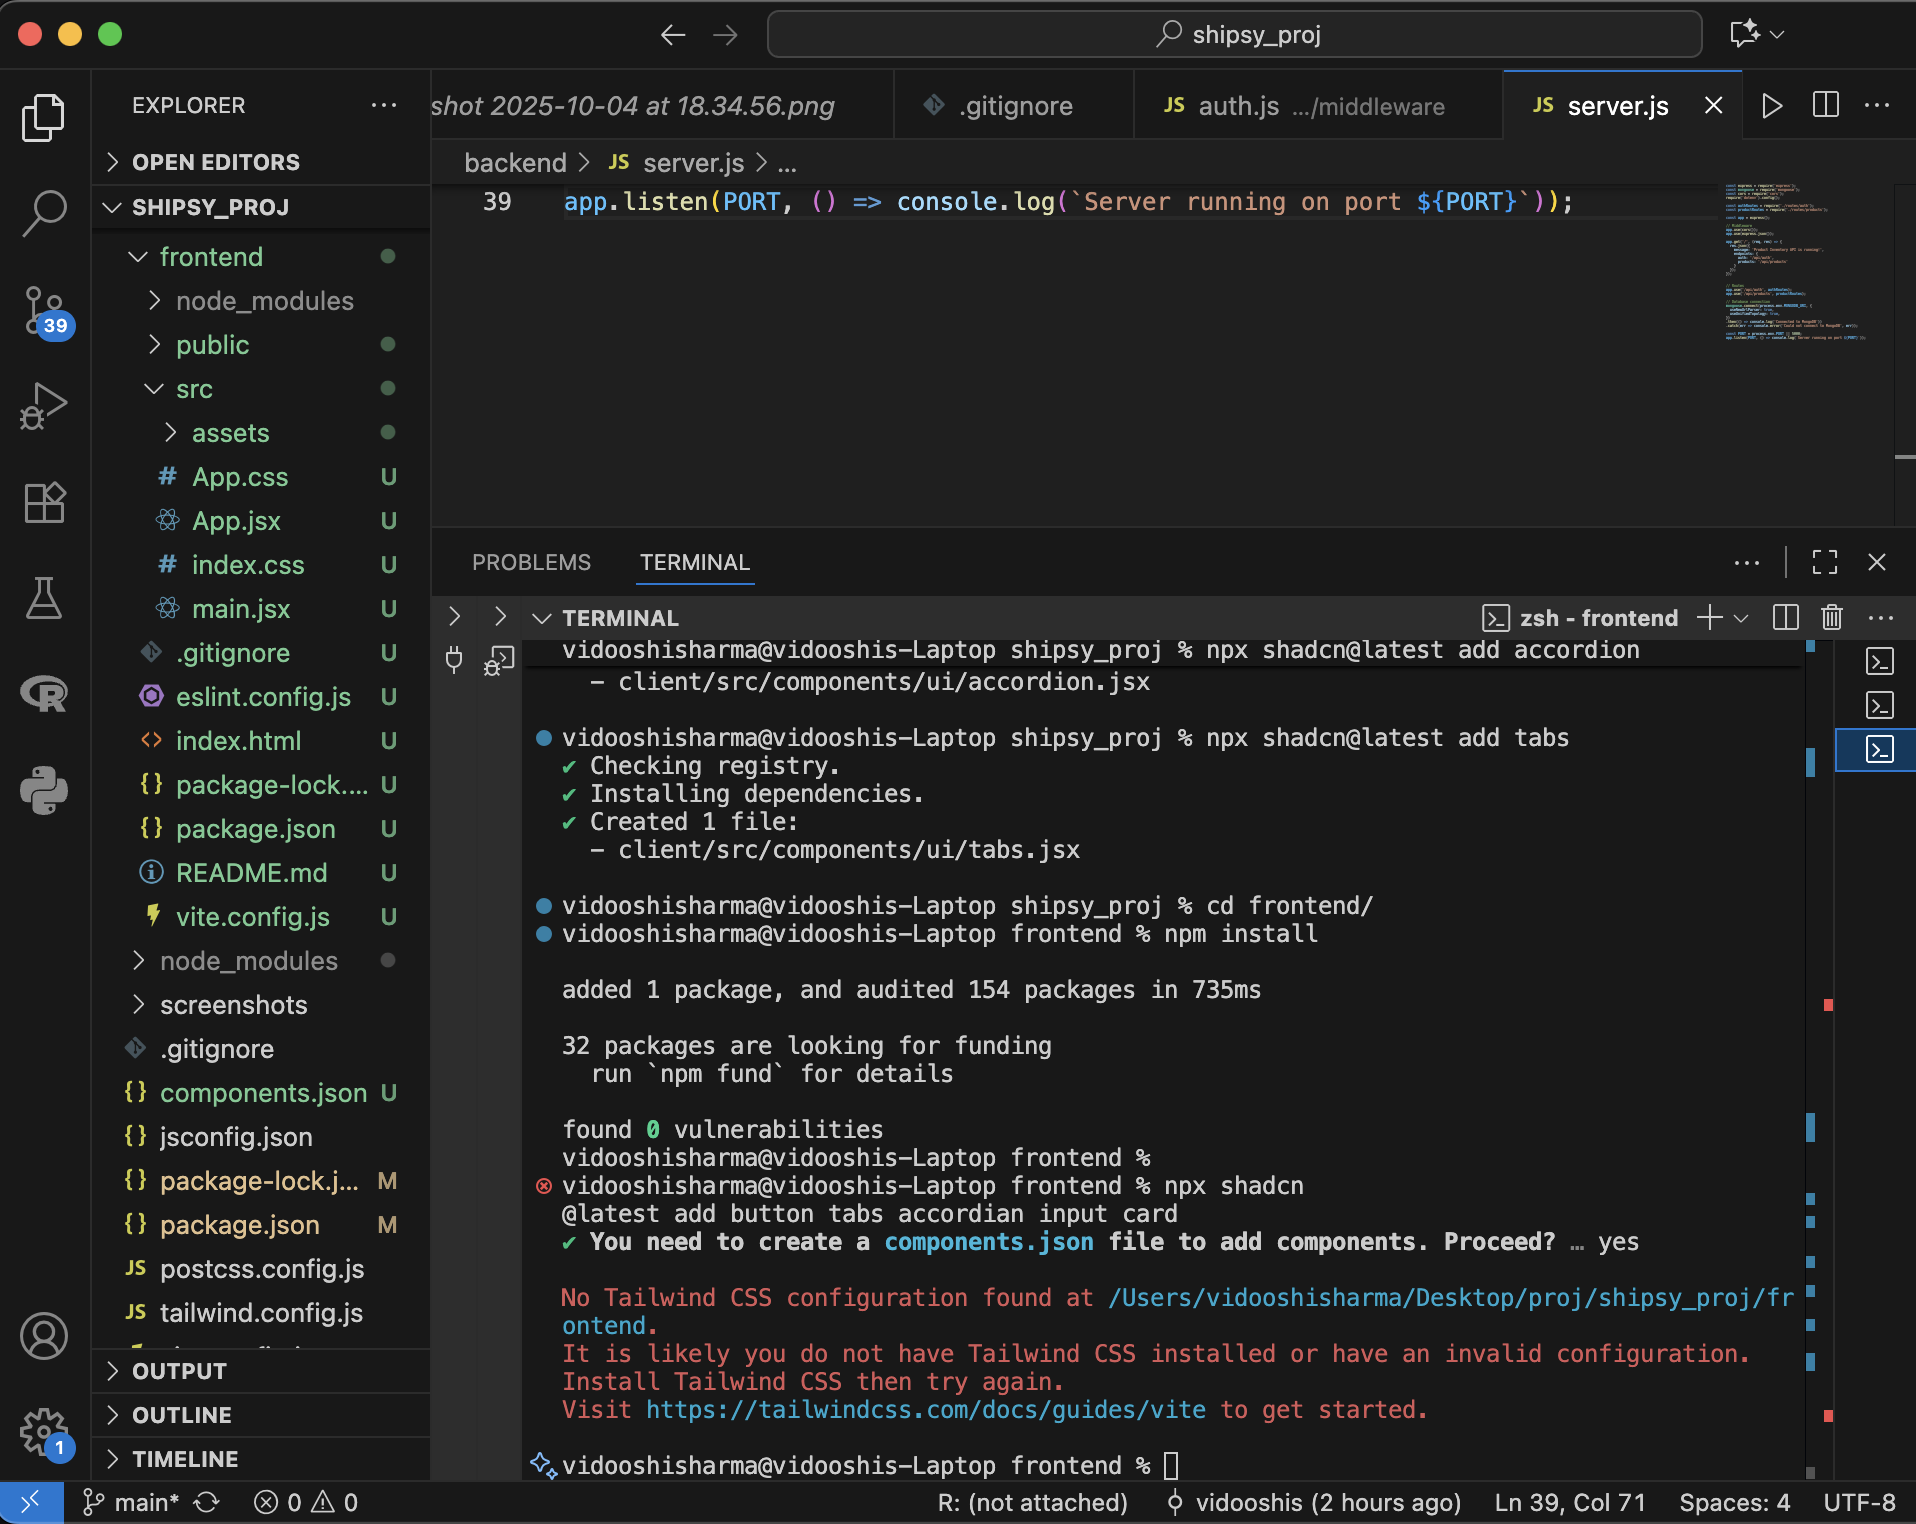 shipsy_proj
EXPLORER
shot 2025-10-04 at 18.34.56.png
.gitignore
JS auth.js .../middleware
JS server.js
OPEN EDITORS
backend > JS server.js > ...
SHIPSY_PROJ
39 app.listen(PORT, () => console.log(`Server running on port ${PORT}`));
frontend
node_modules
public
src
assets
# App.css U
App.jsx U
# index.css U
main.jsx U
.gitignore U
eslint.config.js U
<> index.html U
{} package-lock.... U
{} package.json U
README.md U
vite.config.js U
node_modules
screenshots
.gitignore
{} components.json U
{} jsconfig.json
{} package-lock.j... M
{} package.json M
JS postcss.config.js
JS tailwind.config.js
OUTPUT
OUTLINE
TIMELINE
39
1
PROBLEMS
TERMINAL
TERMINAL
zsh - frontend
vidooshisharma@vidooshis-Laptop shipsy_proj % npx shadcn@latest add accordion
- client/src/components/ui/accordion.jsx
vidooshisharma@vidooshis-Laptop shipsy_proj % npx shadcn@latest add tabs
✔ Checking registry.
✔ Installing dependencies.
✔ Created 1 file:
- client/src/components/ui/tabs.jsx
vidooshisharma@vidooshis-Laptop shipsy_proj % cd frontend/
vidooshisharma@vidooshis-Laptop frontend % npm install
added 1 package, and audited 154 packages in 735ms
32 packages are looking for funding
run `npm fund` for details
found 0 vulnerabilities
vidooshisharma@vidooshis-Laptop frontend %
vidooshisharma@vidooshis-Laptop frontend % npx shadcn
@latest add button tabs accordian input card
✔ You need to create a components.json file to add components. Proceed? … yes
No Tailwind CSS configuration found at /Users/vidooshisharma/Desktop/proj/shipsy_proj/fr
ontend.
It is likely you do not have Tailwind CSS installed or have an invalid configuration.
Install Tailwind CSS then try again.
Visit https://tailwindcss.com/docs/guides/vite to get started.
vidooshisharma@vidooshis-Laptop frontend %
main*
0
0
R: (not attached)
vidooshis (2 hours ago)
Ln 39, Col 71
Spaces: 4
UTF-8